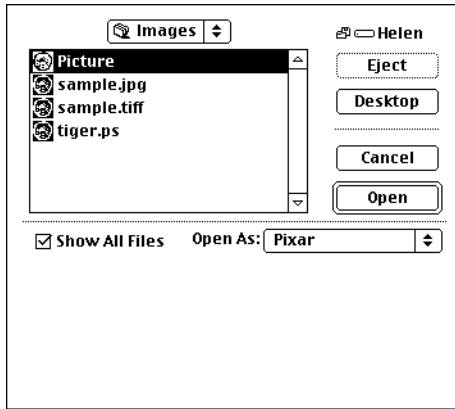 Images
Helen
Picture
sample.jpg
sample.tiff
tiger.ps
Eject
Desktop
Cancel
Open
Show All Files
Open As: Pixar